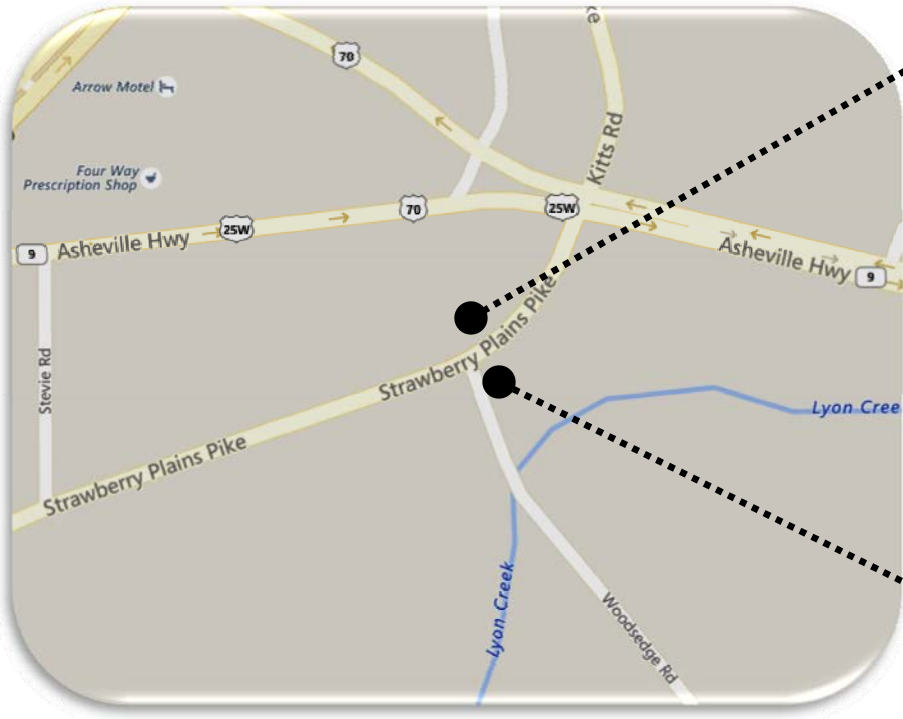 ke
70
Arrow Motel
Kitts Rd
Four Way
Prescription Shop
70
25W
25W
9
Asheville Hwy
Asheville Hwy
9
Stevie Rd
Strawberry Plains Pike
Strawberry Plains Pike
Lyon Cree
Lyon Creek
Woodsedge Rd